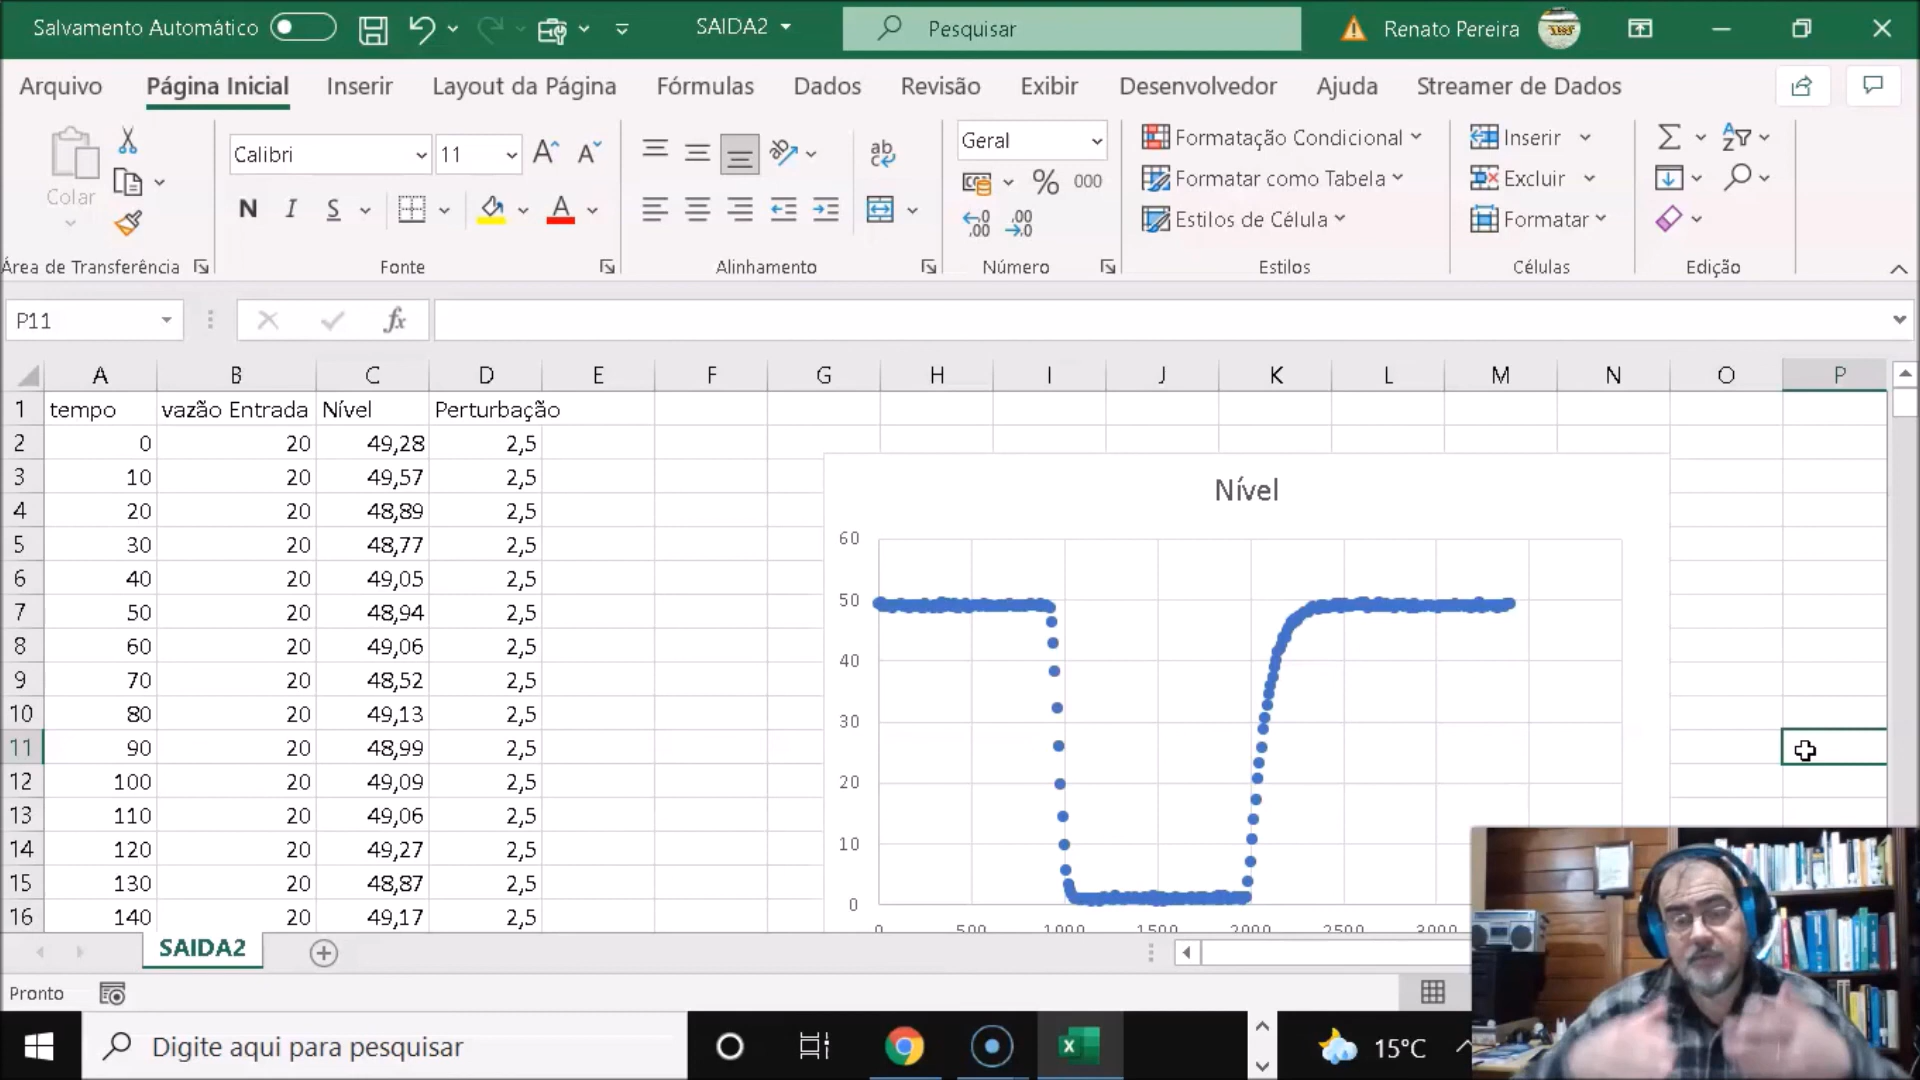 Salvamento Automático
SAIDA2
Pesquisar
Renato Pereira
Arquivo
Página Inicial
Inserir
Layout da Página
Fórmulas
Dados
Revisão
Exibir
Desenvolvedor
Ajuda
Streamer de Dados
Colar
Calibri
11
Geral
Formatação Condicional
Formatar como Tabela
Estilos de Célula
Inserir
Excluir
Formatar
N I S
% 000
Área de Transferência
Fonte
Alinhamento
Número
Estilos
Células
Edição
P11
fx
A B C D E F G H I J K L M N O P
1 tempo vazão Entrada Nível Perturbação
2 0 20 49,28 2,5
3 10 20 49,57 2,5
4 20 20 48,89 2,5
5 30 20 48,77 2,5
6 40 20 49,05 2,5
7 50 20 48,94 2,5
8 60 20 49,06 2,5
9 70 20 48,52 2,5
10 80 20 49,13 2,5
11 90 20 48,99 2,5
12 100 20 49,09 2,5
13 110 20 49,06 2,5
14 120 20 49,27 2,5
15 130 20 48,87 2,5
16 140 20 49,17 2,5
Nível
60
50
40
30
20
10
0
0 500 1000 1500 2000 2500 3000
SAIDA2
Pronto
Digite aqui para pesquisar
15°C